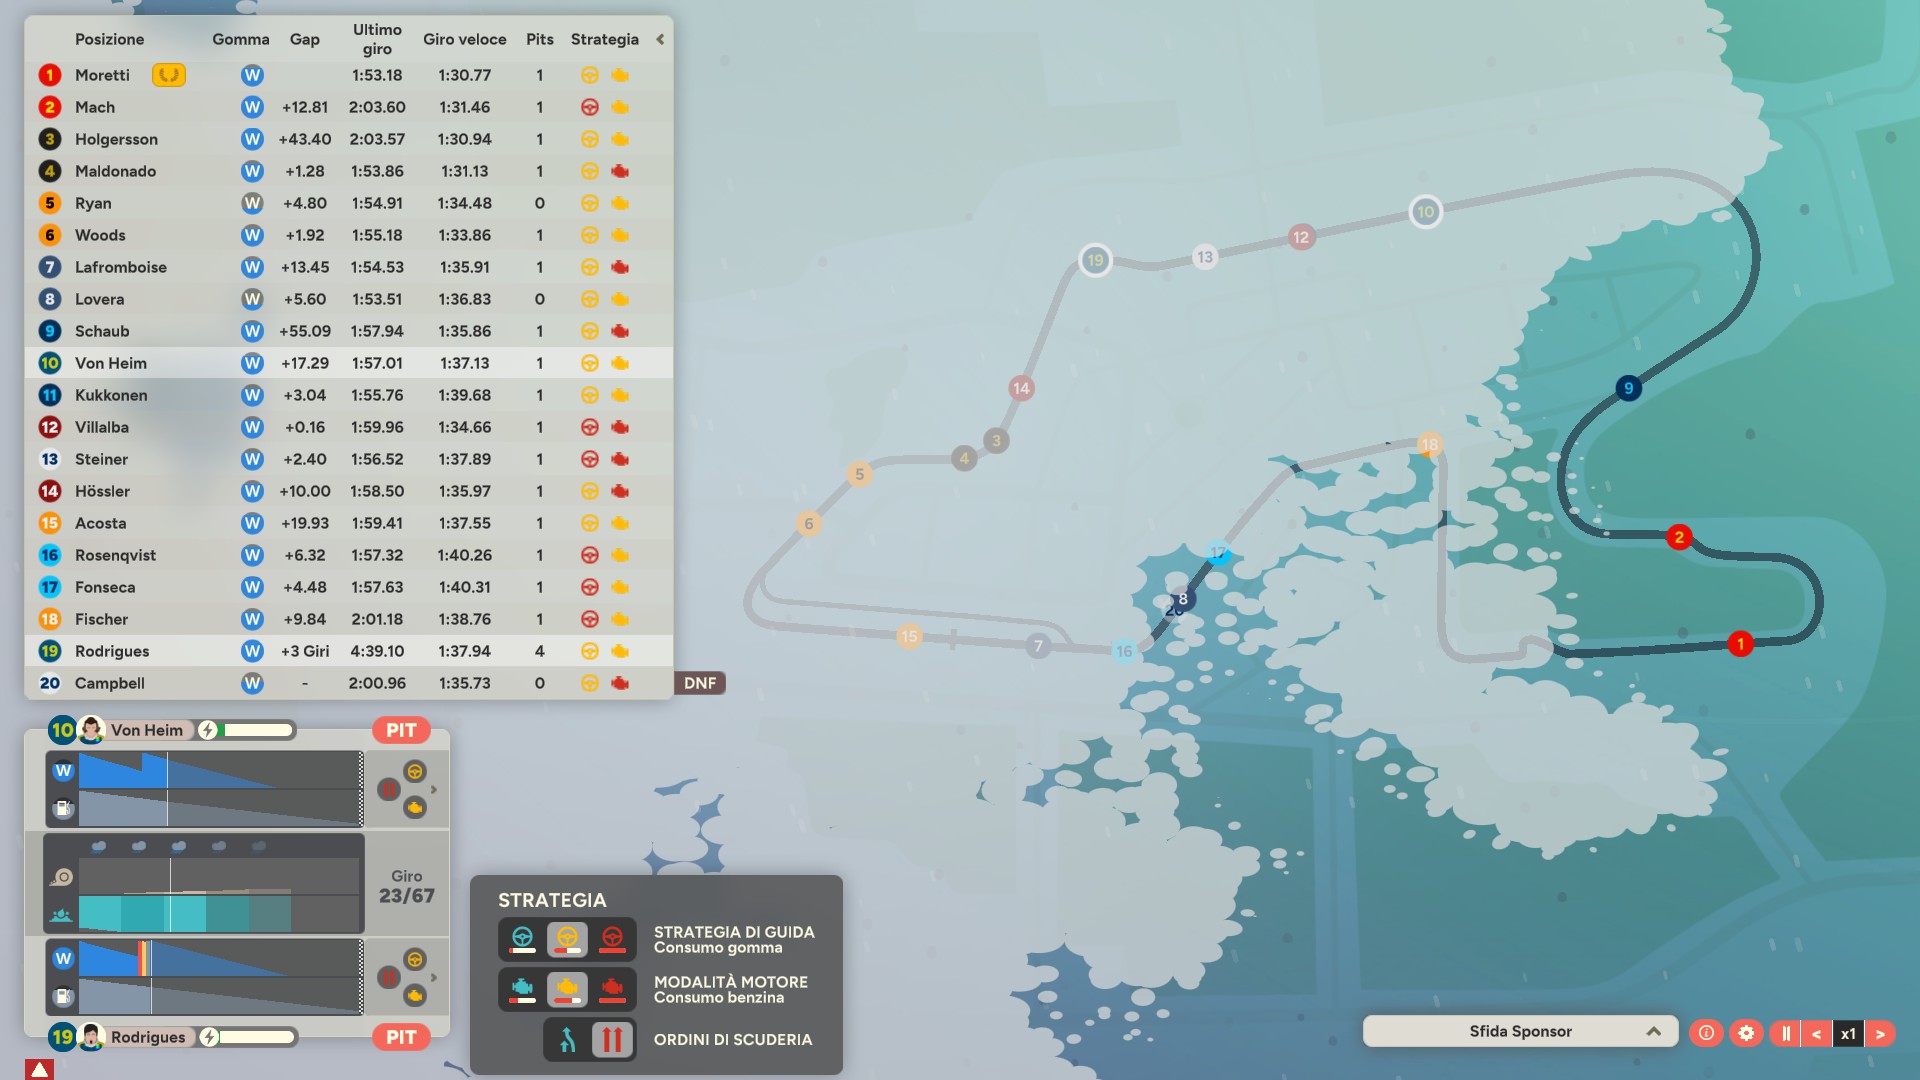 Posizione Gomma Gap Ultimo giro Giro veloce Pits Strategia
1 Moretti W 1:53.18 1:30.77 1
2 Mach W +12.81 2:03.60 1:31.46 1
3 Holgersson W +43.40 2:03.57 1:30.94 1
4 Maldonado W +1.28 1:53.86 1:31.13 1
5 Ryan W +4.80 1:54.91 1:34.48 0
6 Woods W +1.92 1:55.18 1:33.86 1
7 Lafromboise W +13.45 1:54.53 1:35.91 1
8 Lovera W +5.60 1:53.51 1:36.83 0
9 Schaub W +55.09 1:57.94 1:35.86 1
10 Von Heim W +17.29 1:57.01 1:37.13 1
11 Kukkonen W +3.04 1:55.76 1:39.68 1
12 Villalba W +0.16 1:59.96 1:34.66 1
13 Steiner W +2.40 1:56.52 1:37.89 1
14 Hössler W +10.00 1:58.50 1:35.97 1
15 Acosta W +19.93 1:59.41 1:37.55 1
16 Rosenqvist W +6.32 1:57.32 1:40.26 1
17 Fonseca W +4.48 1:57.63 1:40.31 1
18 Fischer W +9.84 2:01.18 1:38.76 1
19 Rodrigues W +3 Giri 4:39.10 1:37.94 4
20 Campbell W - 2:00.96 1:35.73 0 DNF
10
12
13
19
14
3
4
5
6
9
18
2
17
8
20
15
7
16
1
10 Von Heim PIT
W
Giro
23/67
W
19 Rodrigues PIT
STRATEGIA
STRATEGIA DI GUIDA
Consumo gomma
MODALITÀ MOTORE
Consumo benzina
ORDINI DI SCUDERIA
Sfida Sponsor
< x1 >